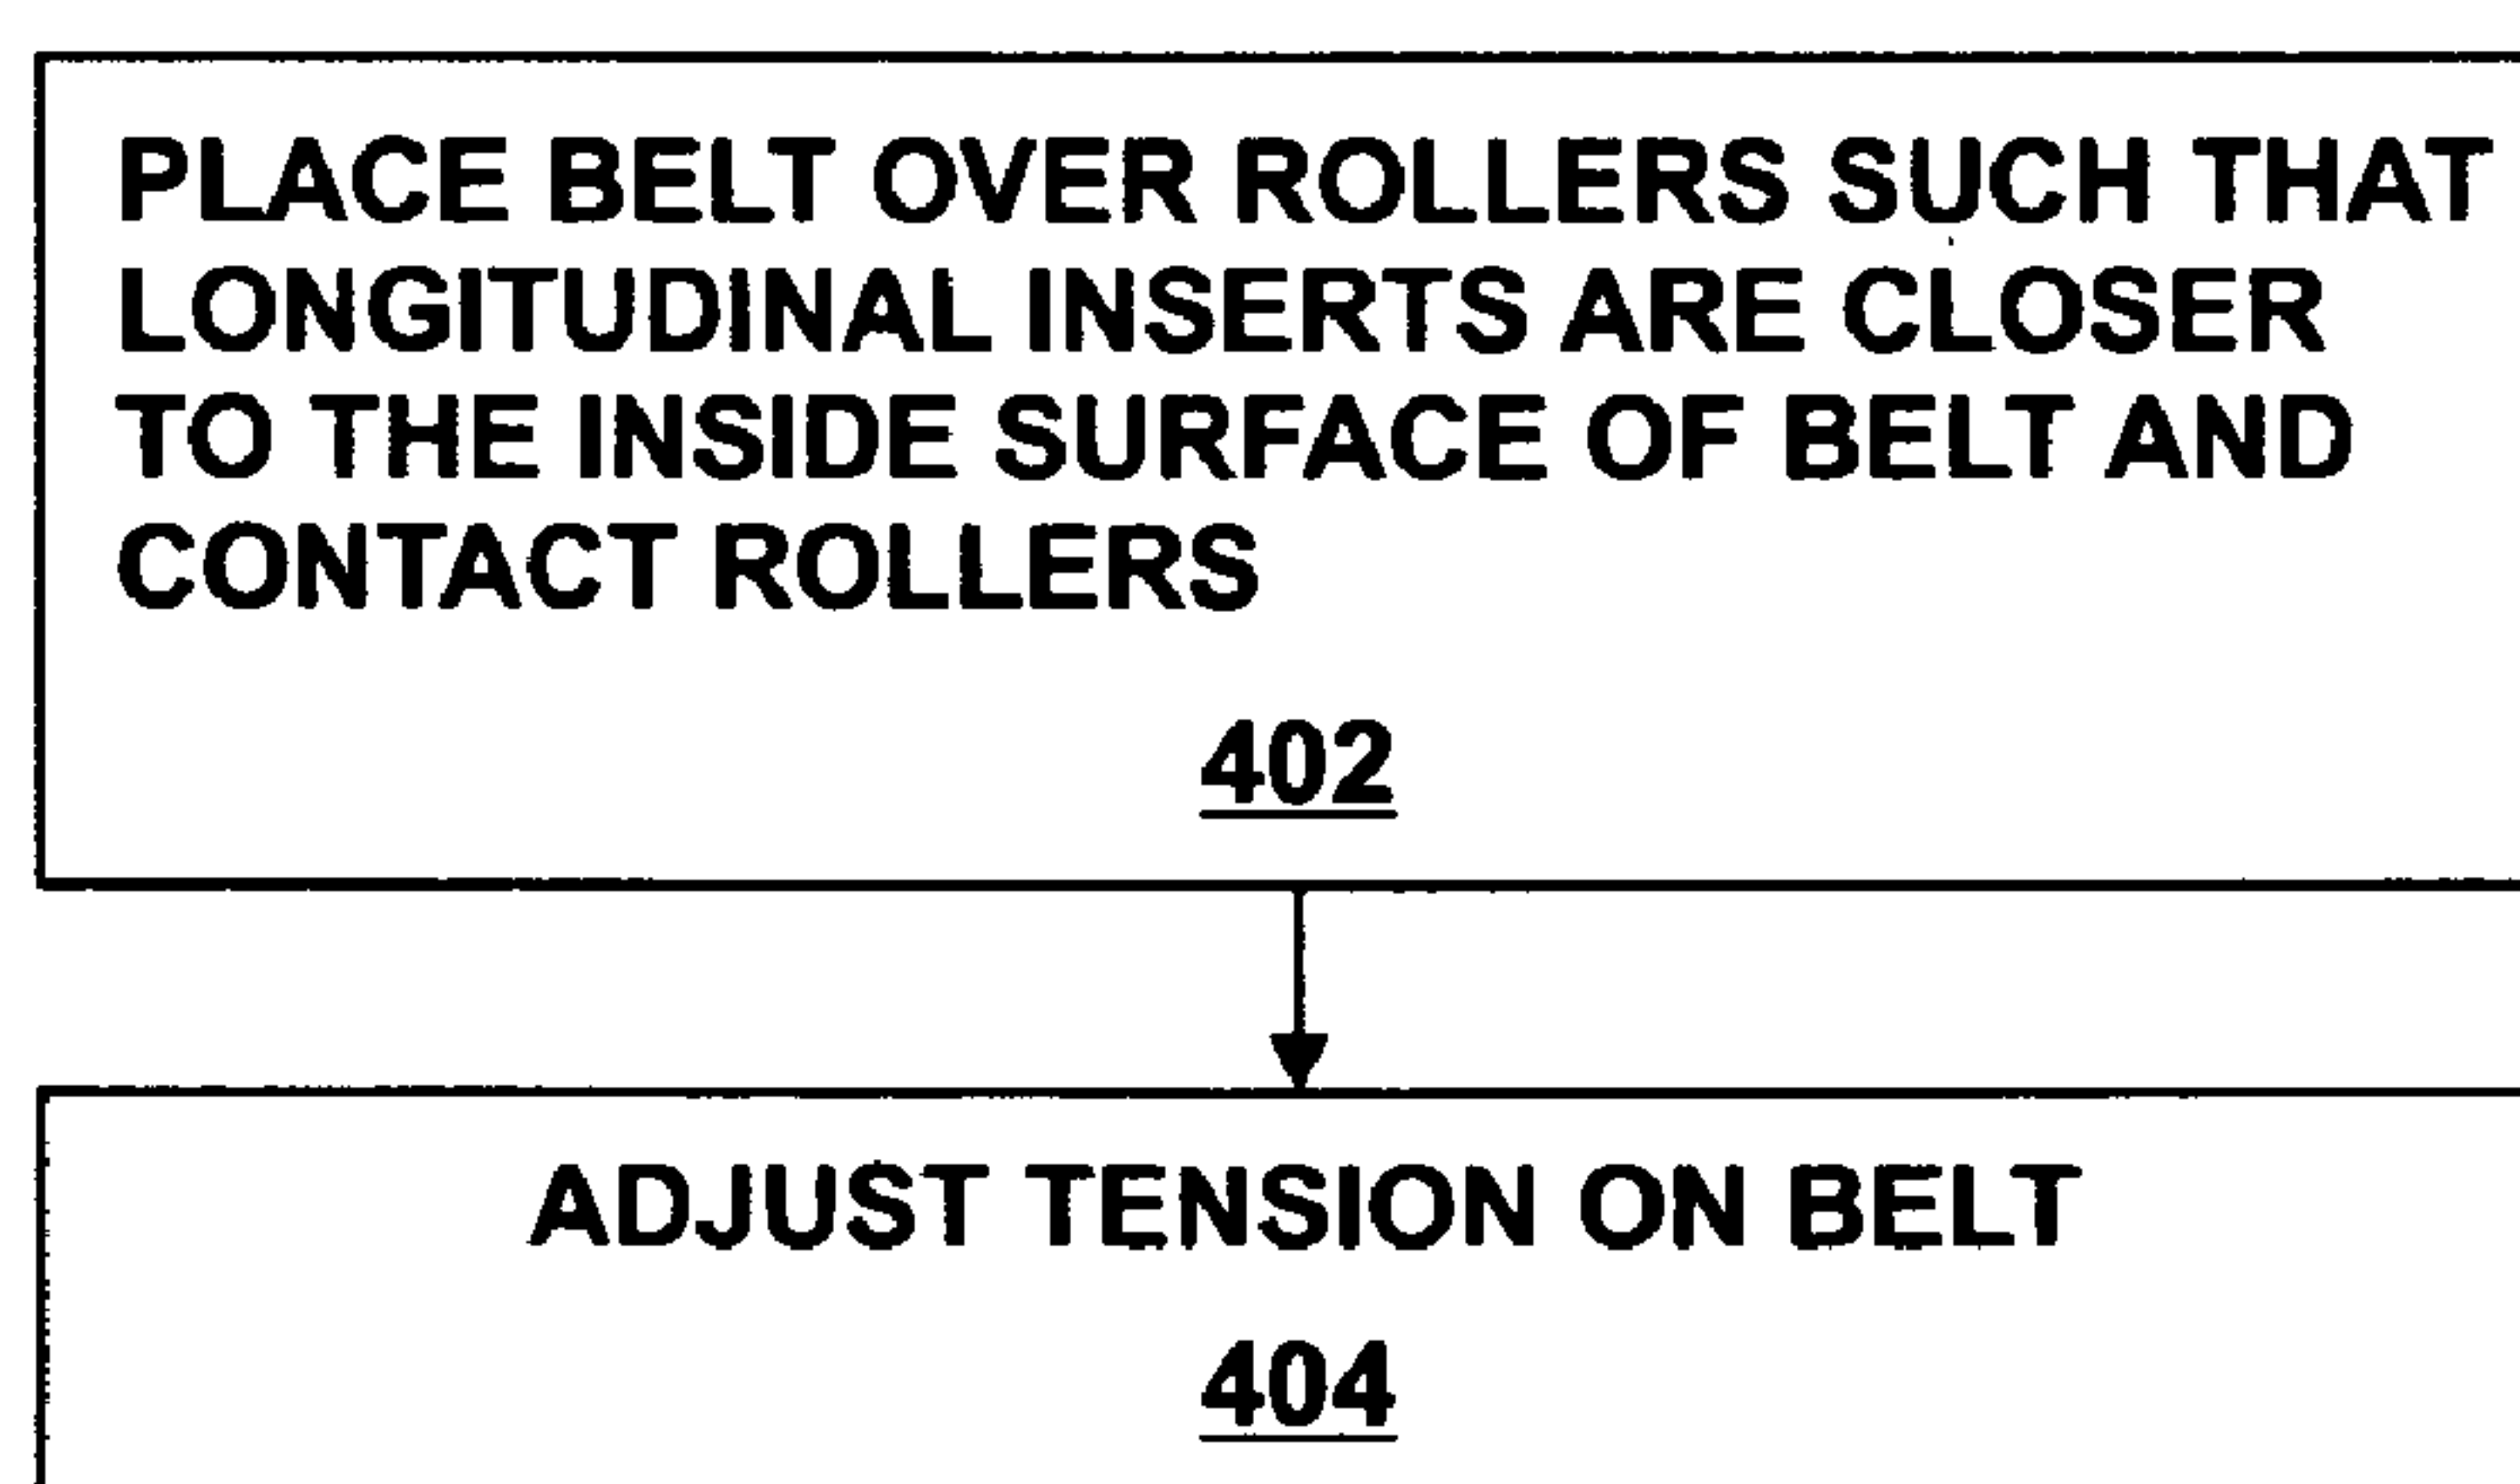 PLACE BELT OVER ROLLERS SUCH THAT
LONGITUDINAL INSERTS ARE CLOSER
TO THE INSIDE SURFACE OF BELT AND
CONTACT ROLLERS
402
ADJUST TENSION ON BELT
404